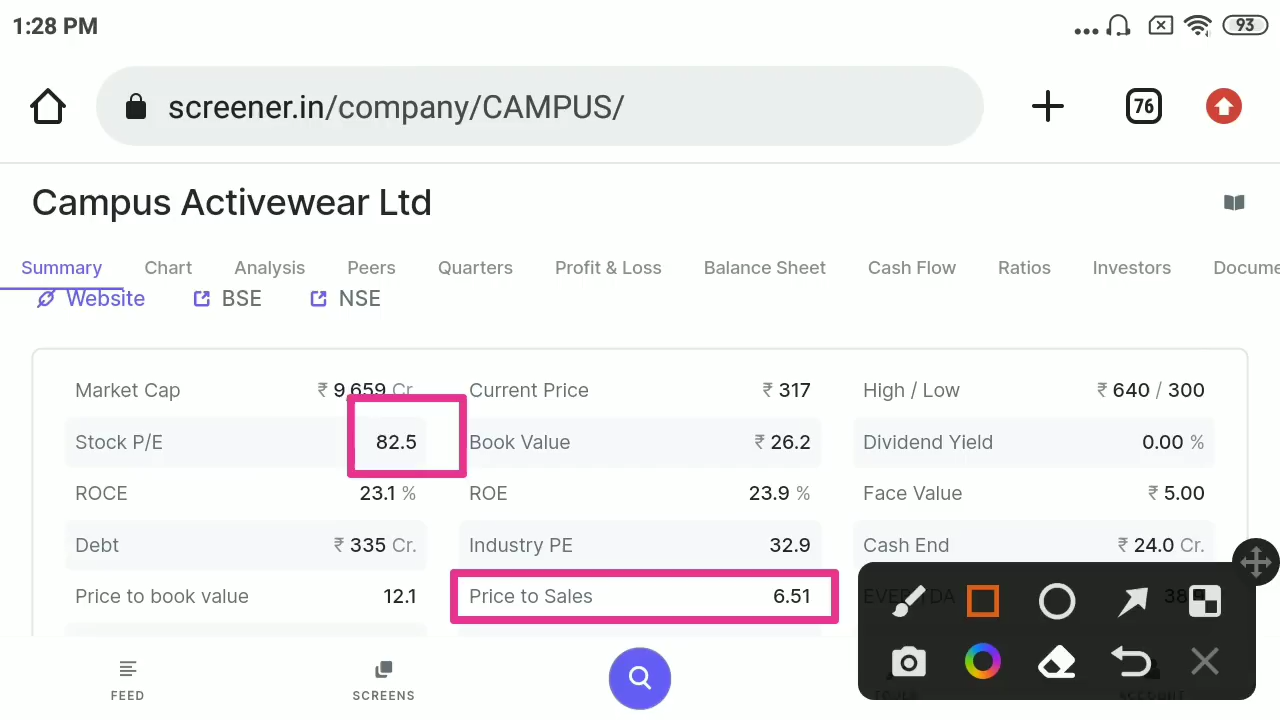 1:28 PM 93
screener.in/company/CAMPUS/ 76
Campus Activewear Ltd
Summary Chart Analysis Peers Quarters Profit & Loss Balance Sheet Cash Flow Ratios Investors Docume
Website BSE NSE
Market Cap ₹ 9,659 Cr. Current Price ₹ 317 High / Low ₹ 640 / 300
Stock P/E 82.5 Book Value ₹ 26.2 Dividend Yield 0.00 %
ROCE 23.1 % ROE 23.9 % Face Value ₹ 5.00
Debt ₹ 335 Cr. Industry PE 32.9 Cash End ₹ 24.0 Cr.
Price to book value 12.1 Price to Sales 6.51
FEED SCREENS